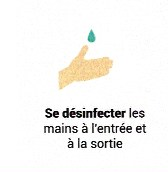 Se désinfecter les
mains à l'entrée et
à la sortie